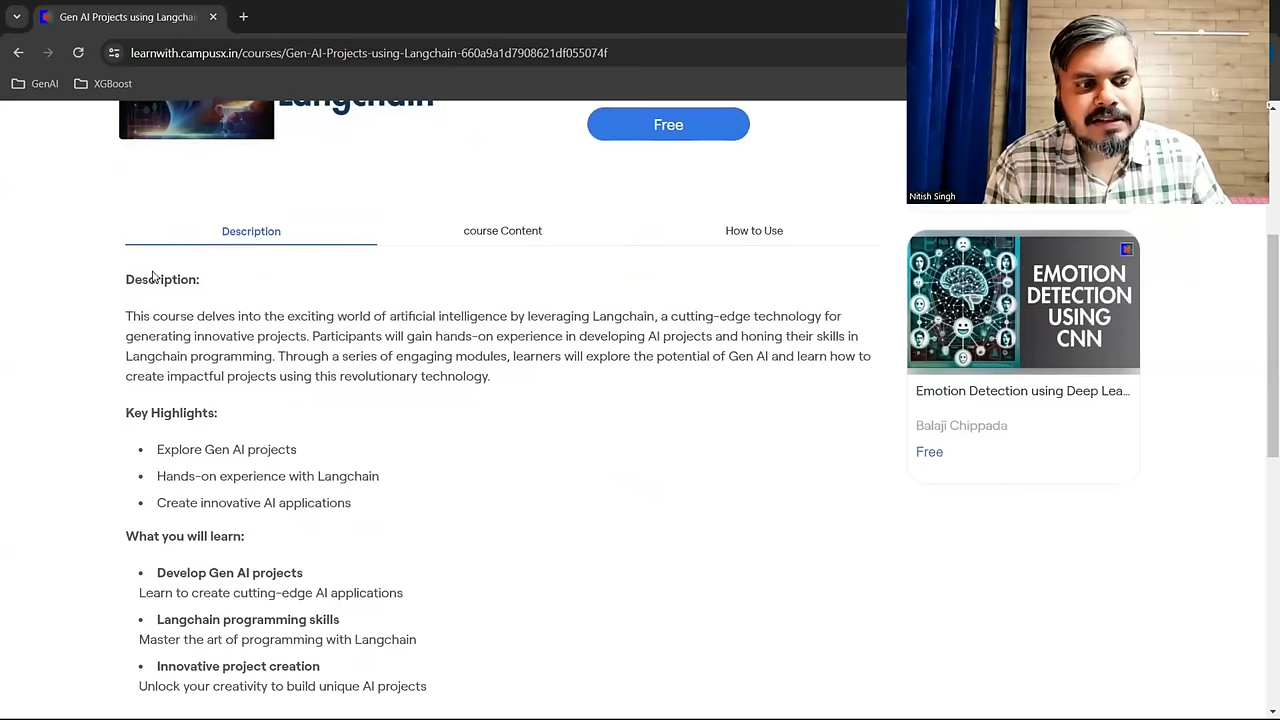 Gen AI Projects using Langchai
learnwith.campusx.in/courses/Gen-AI-Projects-using-Langchain-660a9a17709862fdf055074f
GenAI
XGBoost
Nitish Singh
Langchain
Free
Description
course Content
How to Use
Description:
This course delves into the exciting world of artificial intelligence by leveraging Langchain, a cutting-edge technology for
generating innovative projects. Participants will gain hands-on experience in developing AI projects and honing their skills in
Langchain programming. Through a series of engaging modules, learners will explore the potential of Gen AI and learn how to
create impactful projects using this revolutionary technology.
Key Highlights:
• Explore Gen AI projects
• Hands-on experience with Langchain
• Create innovative AI applications
What you will learn:
• Develop Gen AI projects
Learn to create cutting-edge AI applications
• Langchain programming skills
Master the art of programming with Langchain
• Innovative project creation
Unlock your creativity to build unique AI projects
EMOTION
DETECTION
USING
CNN
Emotion Detection using Deep Lea...
Balaji Chippada
Free